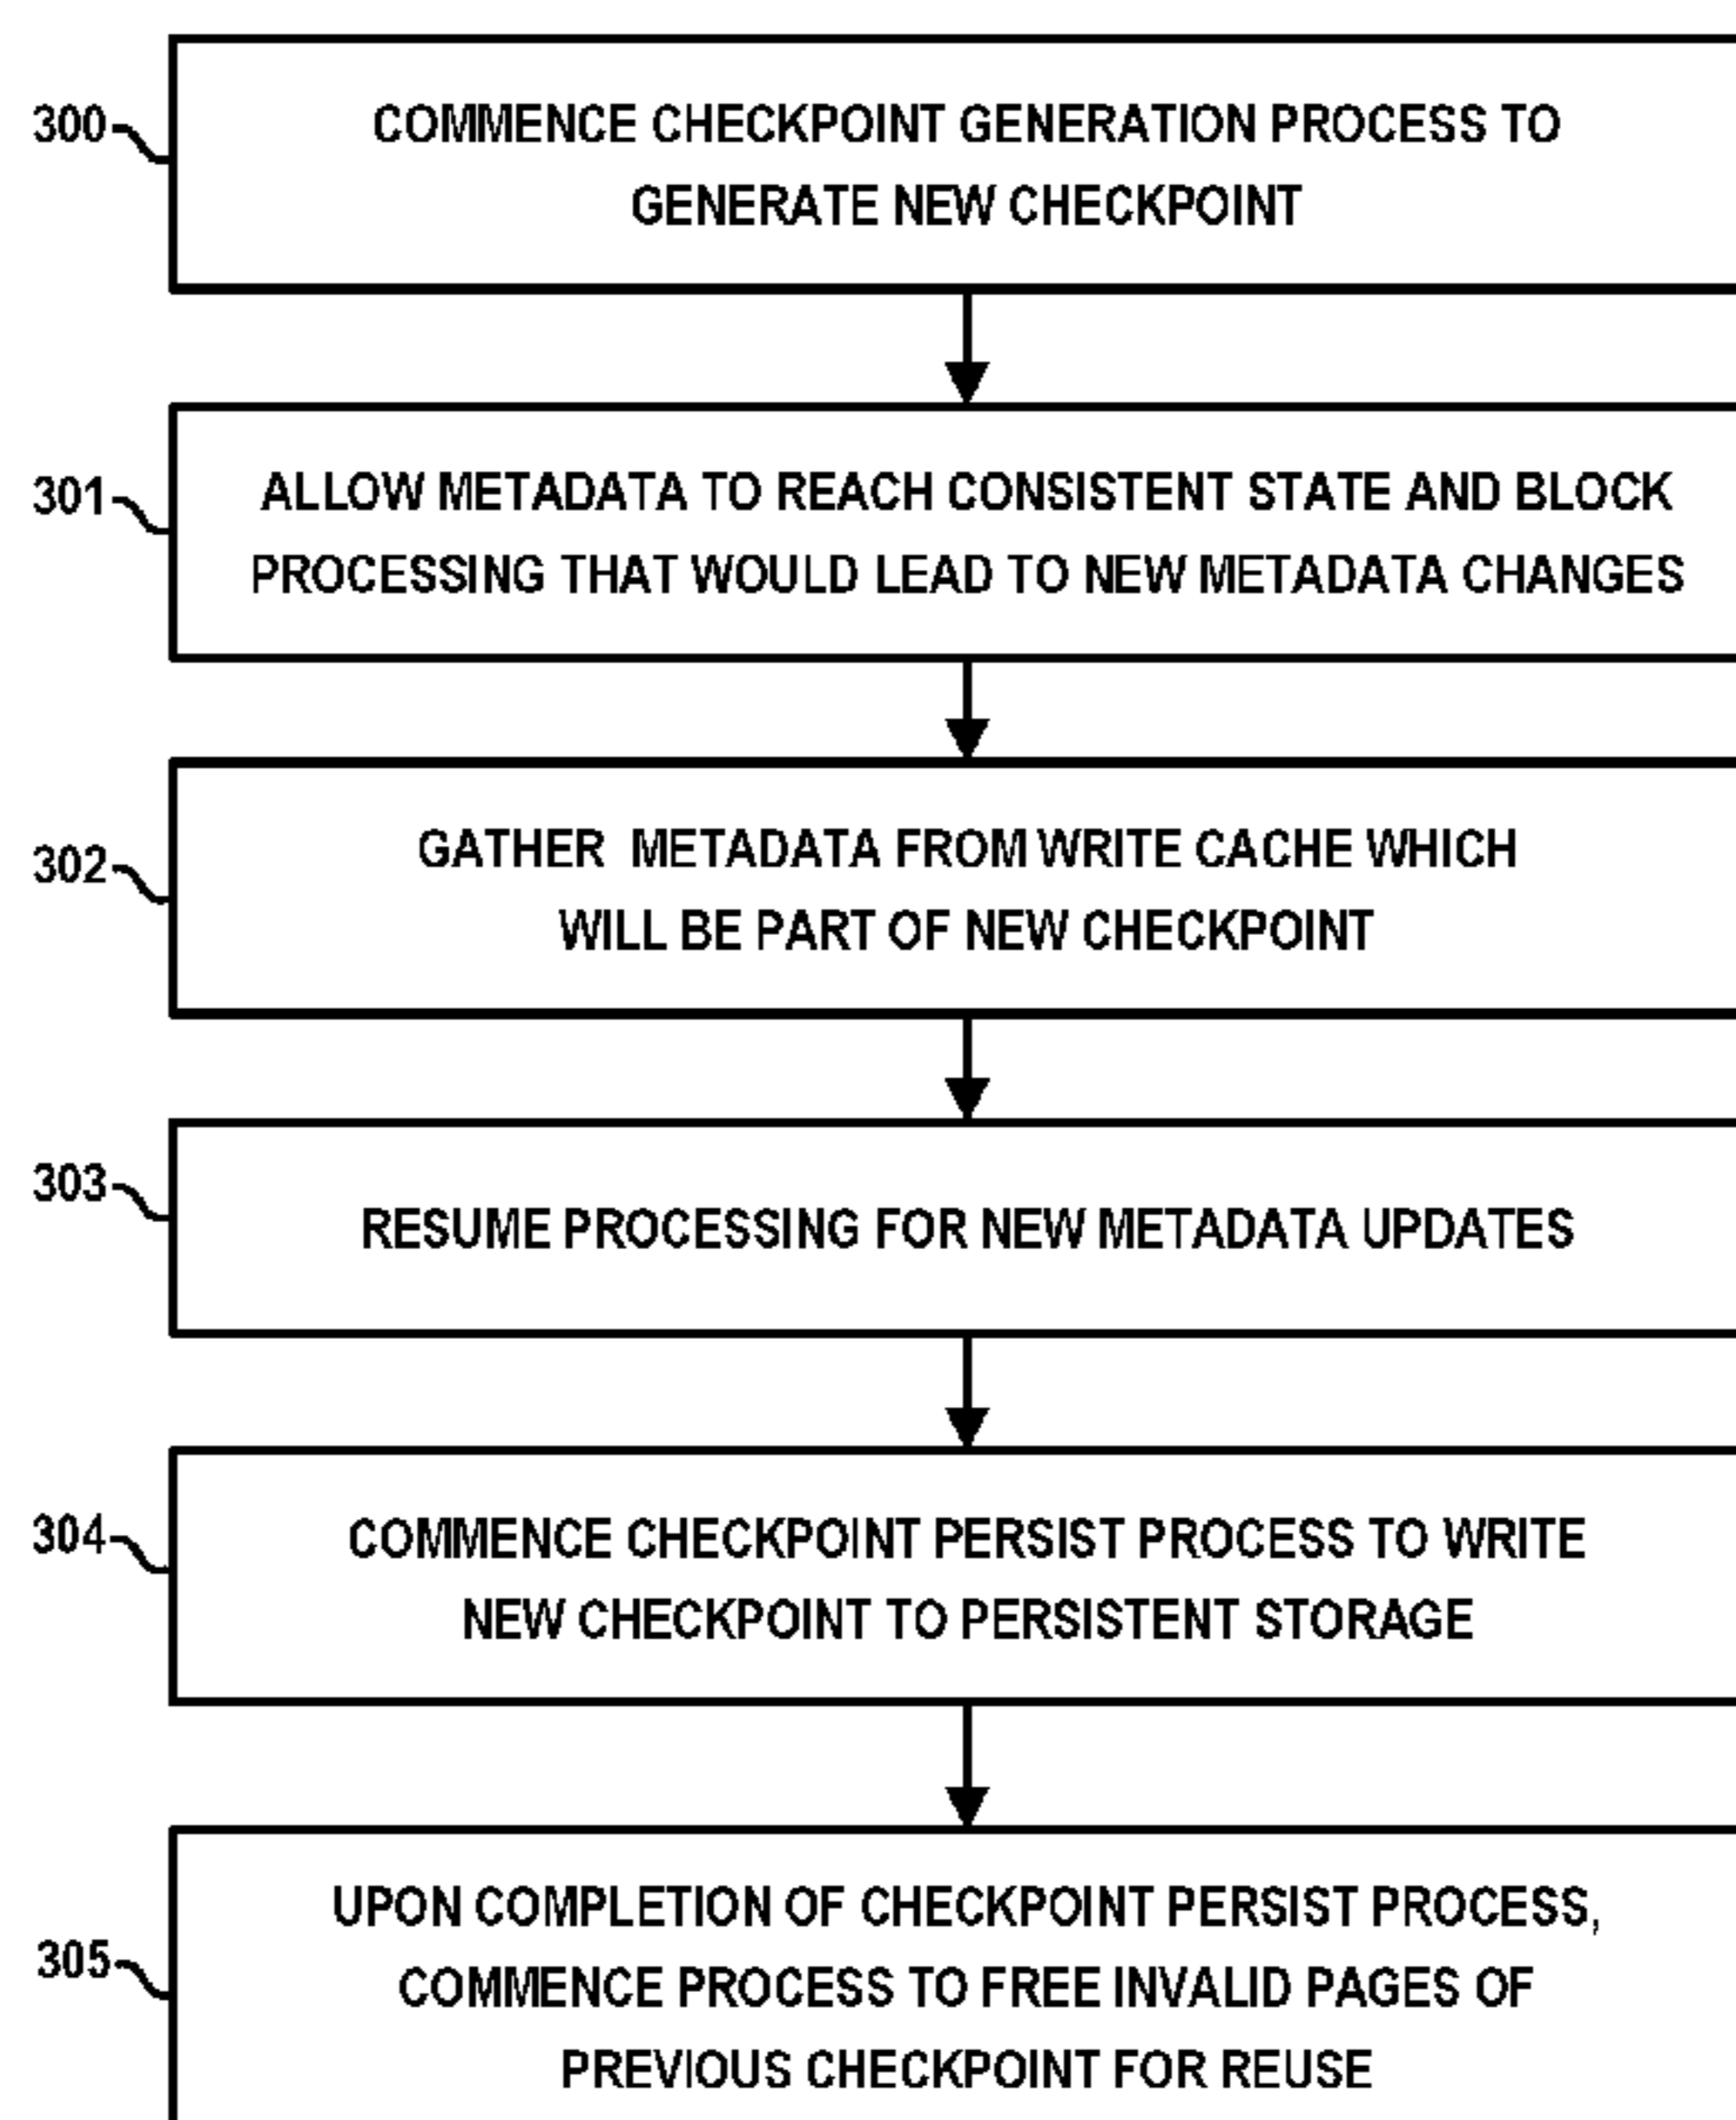 300
COMMENCE CHECKPOINT GENERATION PROCESS TO
GENERATE NEW CHECKPOINT
301
ALLOW METADATA TO REACH CONSISTENT STATE AND BLOCK
PROCESSING THAT WOULD LEAD TO NEW METADATA CHANGES
302
GATHER METADATA FROM WRITE CACHE WHICH
WILL BE PART OF NEW CHECKPOINT
303
RESUME PROCESSING FOR NEW METADATA UPDATES
304
COMMENCE CHECKPOINT PERSIST PROCESS TO WRITE
NEW CHECKPOINT TO PERSISTENT STORAGE
305
UPON COMPLETION OF CHECKPOINT PERSIST PROCESS,
COMMENCE PROCESS TO FREE INVALID PAGES OF
PREVIOUS CHECKPOINT FOR REUSE